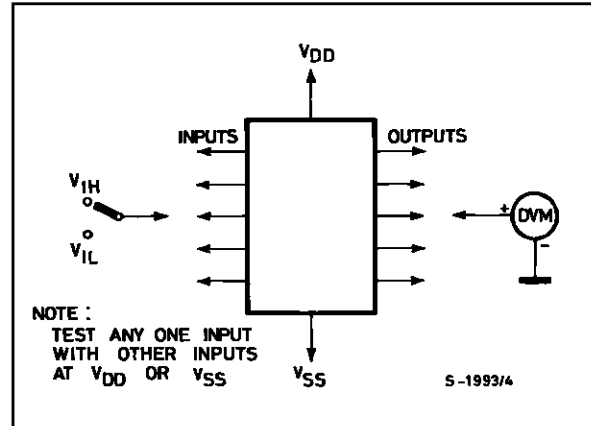 VDD
INPUTS
OUTPUTS
VIH
VIL
+
DVM
-
NOTE :
TEST ANY ONE INPUT
WITH OTHER INPUTS
AT VDD OR VSS
VSS
S-1993/4